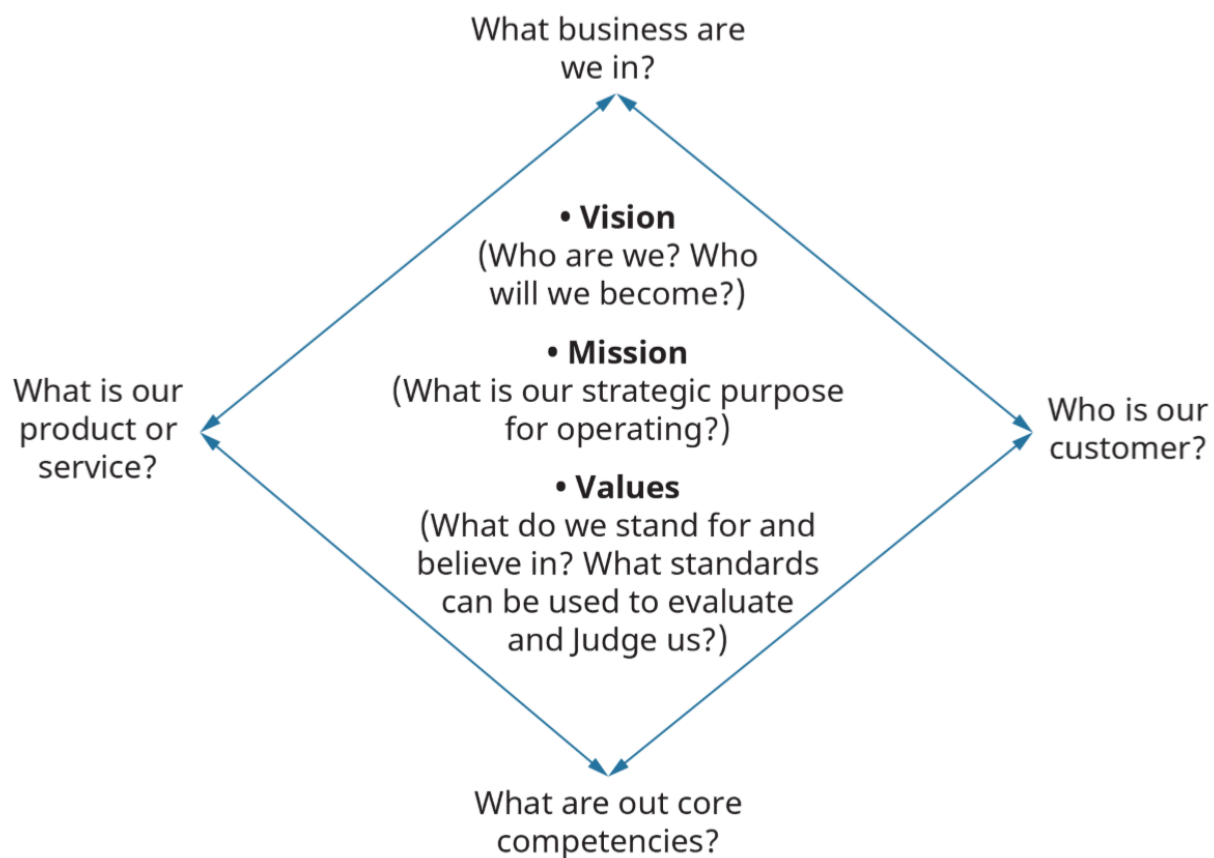 What business are
we in?
• Vision
(Who are we? Who
will we become?)
• Mission
(What is our strategic purpose
for operating?)
What is our
product or
service?
Who is our
customer?
• Values
(What do we stand for and
believe in? What standards
can be used to evaluate
and Judge us?)
What are out core
competencies?